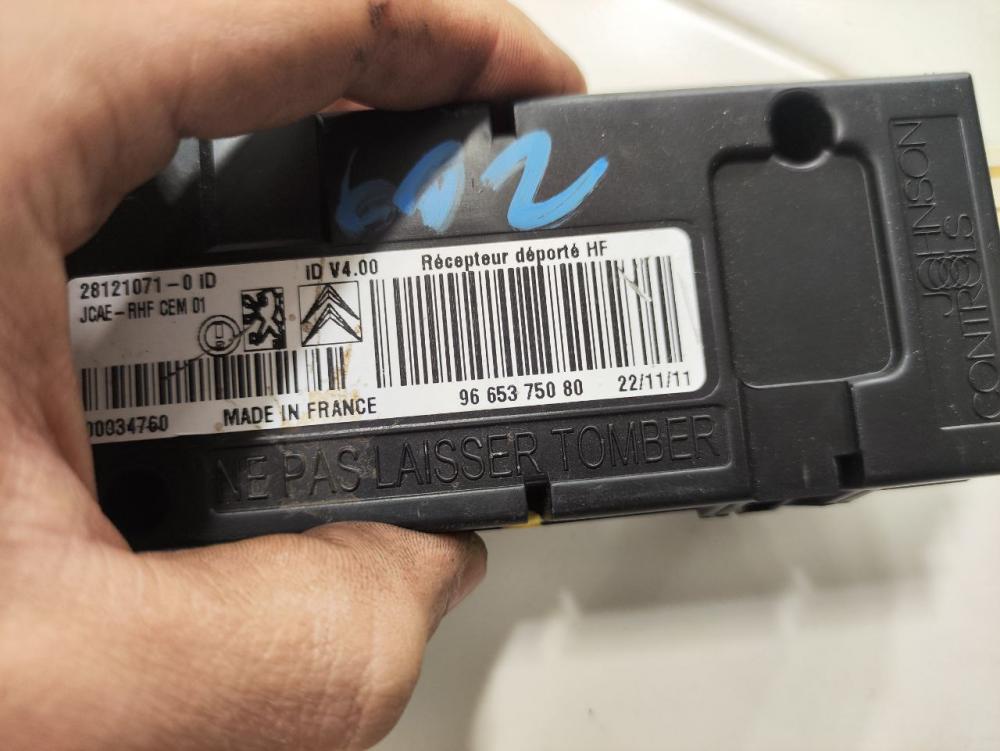 612
28121071-0 iD
JCAE-RHF CEM 01
iD V4.00
Récepteur déporté HF
00034760
MADE IN FRANCE
96 653 750 80
22/11/11
NE PAS LAISSER TOMBER
JOHNSON
CONTROLS